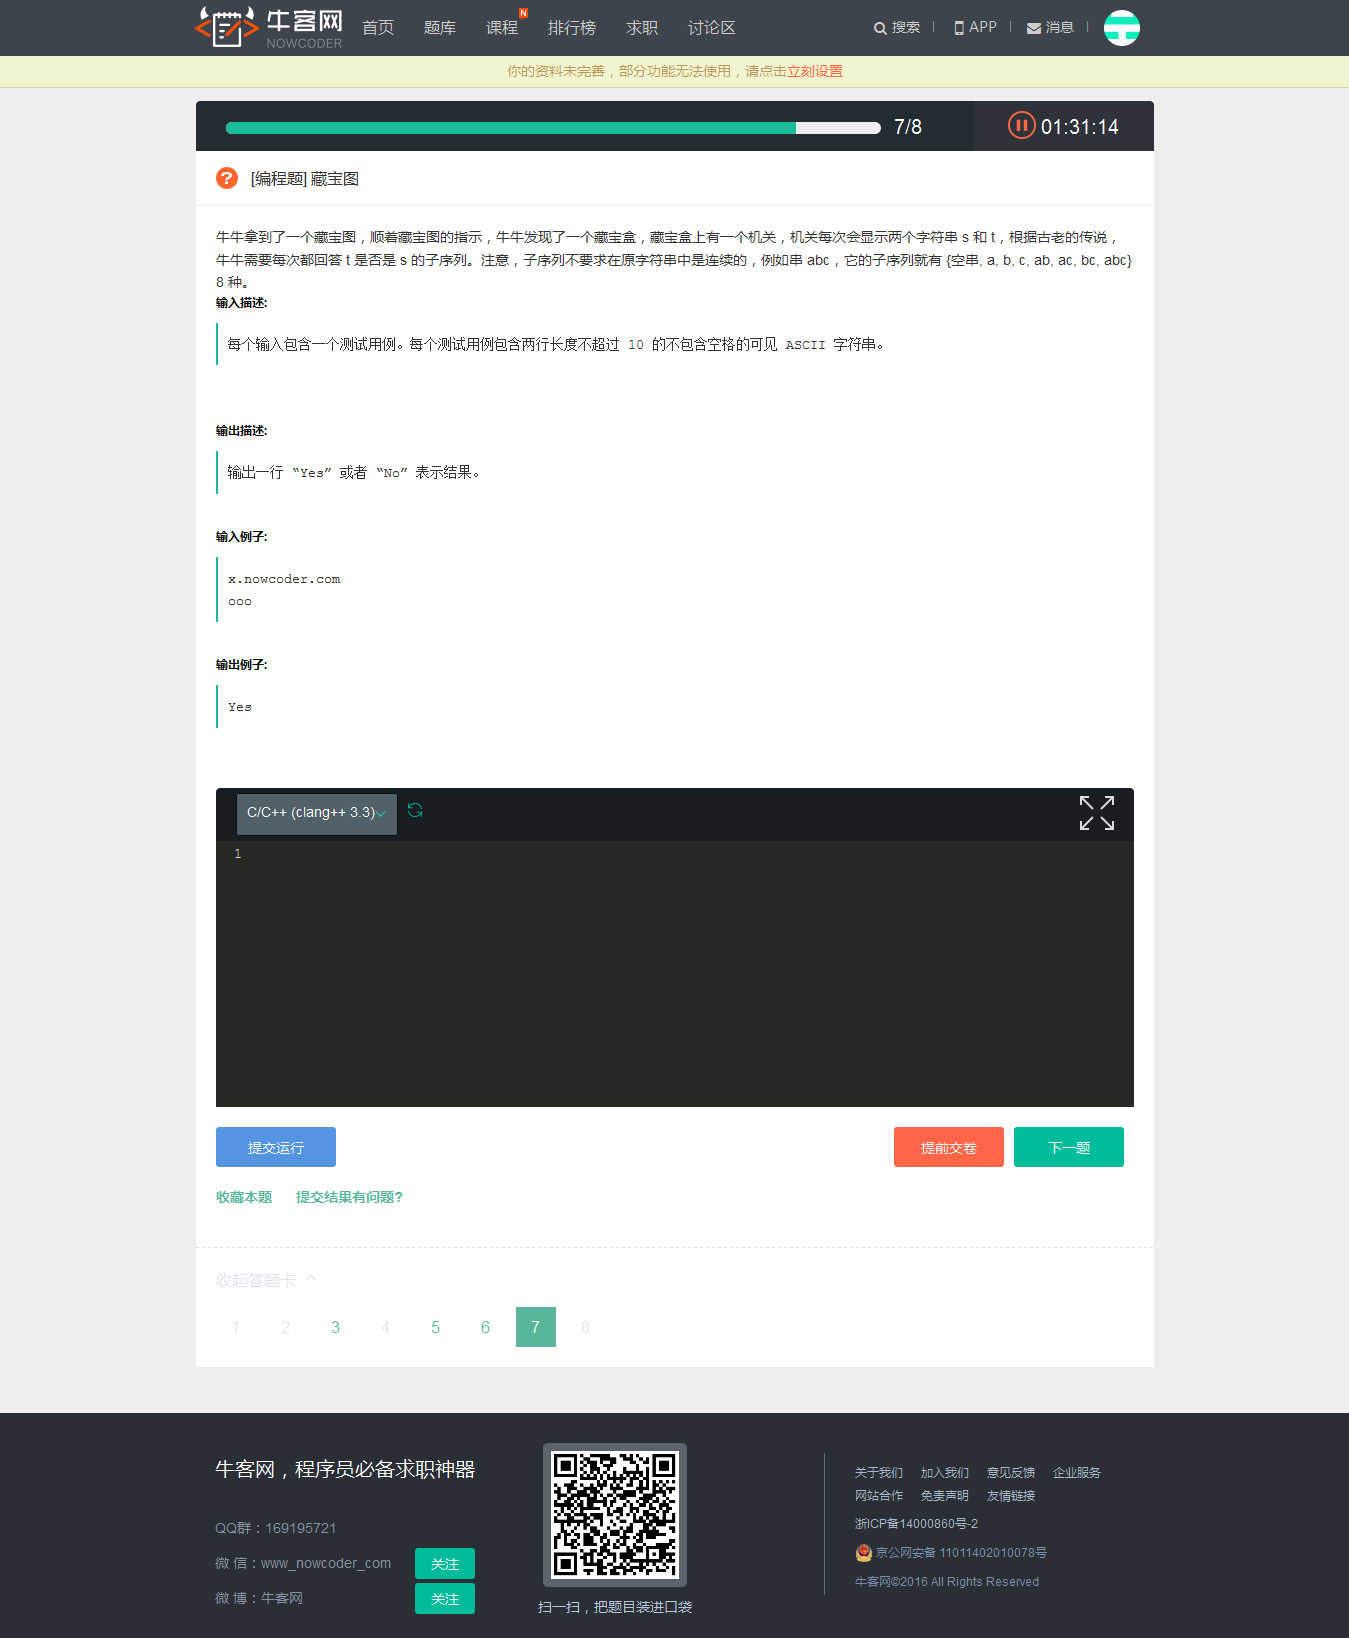 牛客网
NOWCODER
首页 题库 课程 N 排行榜 求职 讨论区 搜索 APP 消息
你的资料未完善，部分功能无法使用，请点击立刻设置
7/8 01:31:14
? [编程题] 藏宝图
牛牛拿到了一个藏宝图，顺着藏宝图的指示，牛牛发现了一个藏宝盒，藏宝盒上有一个机关，机关每次会显示两个字符串 s 和 t，根据古老的传说，
牛牛需要每次都回答 t 是否是 s 的子序列。注意，子序列不要求在原字符串中是连续的，例如串 abc，它的子序列就有 {空串, a, b, c, ab, ac, bc, abc}
8 种。
输入描述:
每个输入包含一个测试用例。每个测试用例包含两行长度不超过 10 的不包含空格的可见 ASCII 字符串。
输出描述:
输出一行 “Yes” 或者 “No” 表示结果。
输入例子:
x.nowcoder.com
ooo
输出例子:
Yes
C/C++ (clang++ 3.3)
1
提交运行 提前交卷 下一题
收藏本题 提交结果有问题?
收起答题卡
1 2 3 4 5 6 7 8
牛客网，程序员必备求职神器
QQ群：169195721
微 信：www_nowcoder_com 关注
微 博：牛客网 关注
扫一扫，把题目装进口袋
关于我们 加入我们 意见反馈 企业服务
网站合作 免责声明 友情链接
浙ICP备14000860号-2
京公网安备 11011402010078号
牛客网©2016 All Rights Reserved